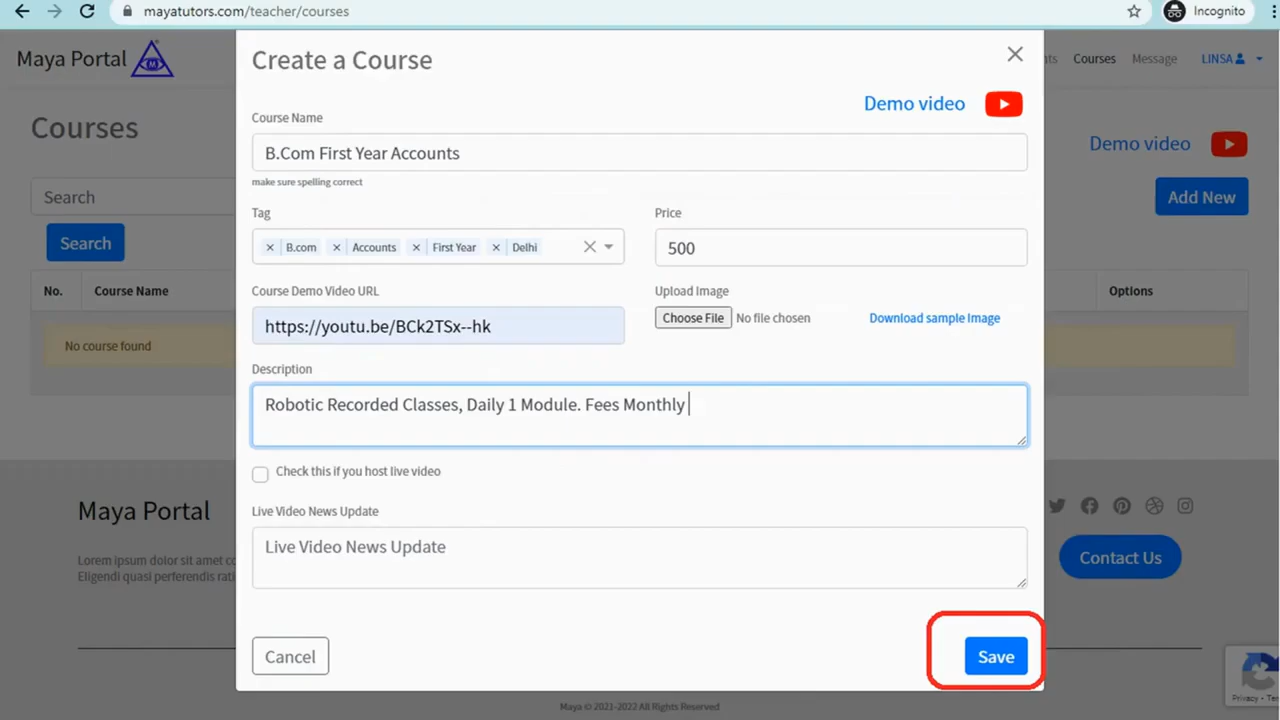 mayatutors.com/teacher/courses
Incognito
Maya Portal
Courses
Message
LINSA
Create a Course
Demo video
Courses
Demo video
Course Name
B.Com First Year Accounts
make sure spelling correct
Search
Add New
Search
Tag
Price
B.com Accounts First Year Delhi
500
Course Demo Video URL
Upload Image
No. Course Name
Options
https://youtu.be/BCk2TSx--hk
Choose File No file chosen
Download sample Image
No course found
Description
Robotic Recorded Classes, Daily 1 Module. Fees Monthly
Check this if you host live video
Maya Portal
Live Video News Update
Live Video News Update
Lorem ipsum dolor sit amet
Eligendi quasi perferendis
Contact Us
Cancel
Save
Maya © 2021-2022 All Rights Reserved